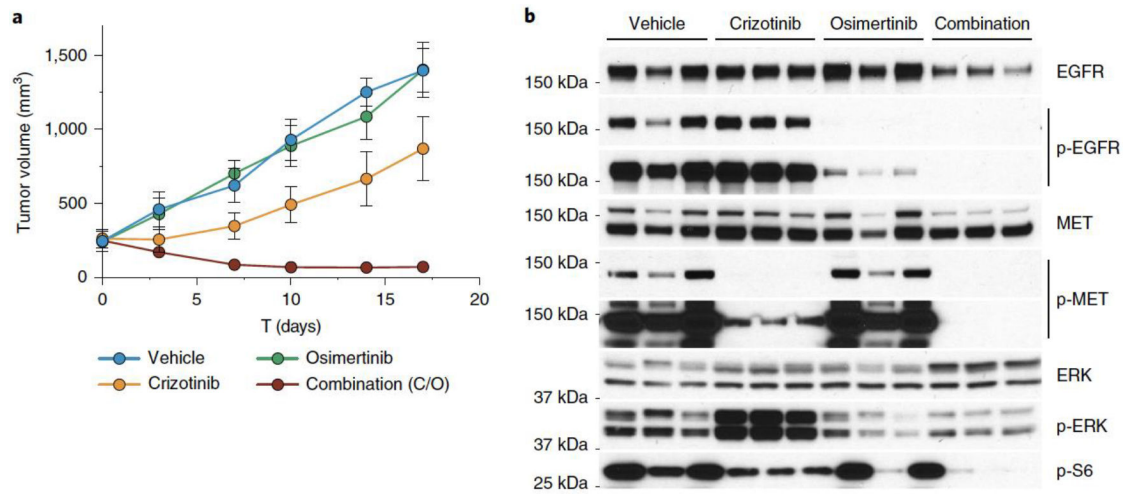 a
Tumor volume (mm3)
1,500
1,000
500
0
0
5
10
15
20
T (days)
Vehicle
Osimertinib
Crizotinib
Combination (C/O)
b
Vehicle
Crizotinib
Osimertinib
Combination
150 kDa
EGFR
150 kDa
p-EGFR
150 kDa
150 kDa
MET
150 kDa
p-MET
150 kDa
ERK
37 kDa
p-ERK
37 kDa
p-S6
25 kDa